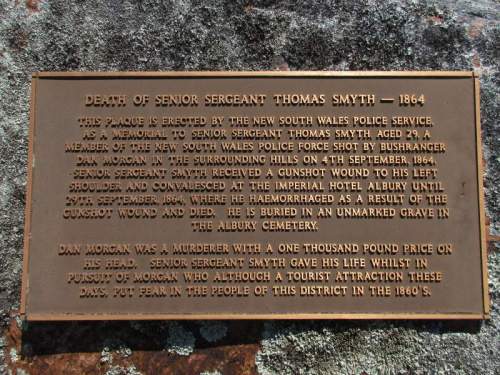 DEATH OF SENIOR SERGEANT THOMAS SMYTH — 1864
THIS PLAQUE IS ERECTED BY THE NEW SOUTH WALES POLICE SERVICE,
AS A MEMORIAL TO SENIOR SERGEANT THOMAS SMYTH, AGED 29, A
MEMBER OF THE NEW SOUTH WALES POLICE FORCE SHOT BY BUSHRANGER
DAN MORGAN IN THE SURROUNDING HILLS ON 4TH SEPTEMBER, 1864.
SENIOR SERGEANT SMYTH RECEIVED A GUNSHOT WOUND TO HIS LEFT
SHOULDER AND CONVALESCED AT THE IMPERIAL HOTEL ALBURY UNTIL
29TH SEPTEMBER, 1864, WHERE HE HAEMORRHAGED AS A RESULT OF THE
GUNSHOT WOUND AND DIED. HE IS BURIED IN AN UNMARKED GRAVE IN
THE ALBURY CEMETERY.
DAN MORGAN WAS A MURDERER WITH A ONE THOUSAND POUND PRICE ON
HIS HEAD. SENIOR SERGEANT SMYTH GAVE HIS LIFE WHILST IN
PURSUIT OF MORGAN WHO ALTHOUGH A TOURIST ATTRACTION THESE
DAYS, PUT FEAR IN THE PEOPLE OF THIS DISTRICT IN THE 1860'S.